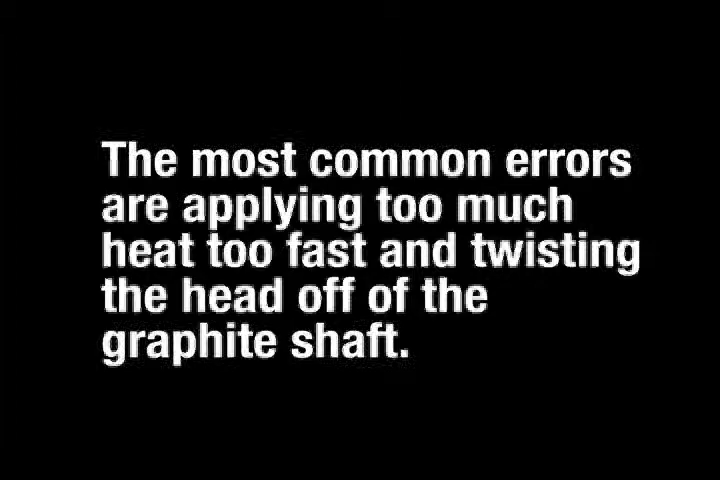 The most common errors
are applying too much
heat too fast and twisting
the head off of the
graphite shaft.